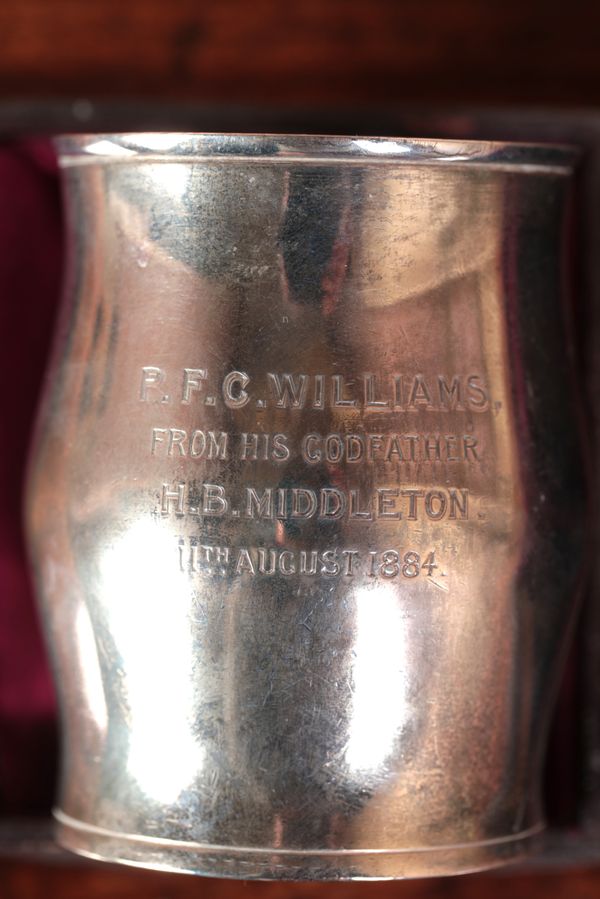 P.F.C.WILLIAMS.
FROM HIS GODFATHER
H.B.MIDDLETON.
11TH AUGUST 1884.